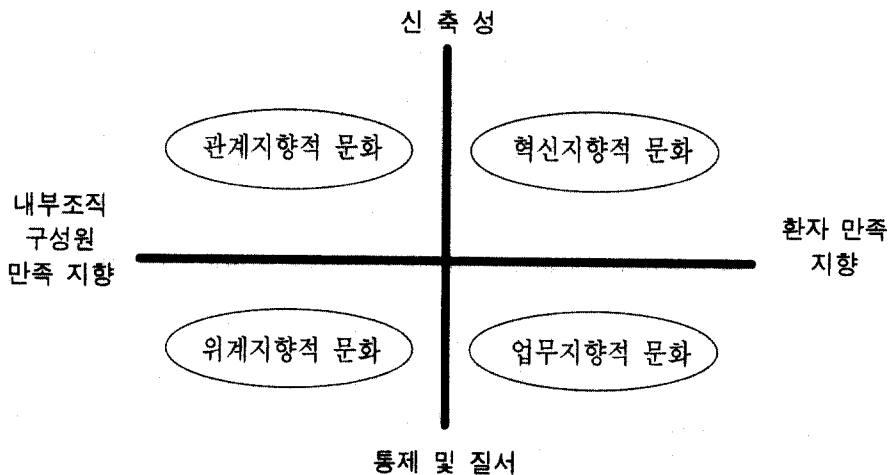 신 축 성
관계지향적 문화
혁신지향적 문화
내부조직
구성원
만족 지향
환자 만족
지향
위계지향적 문화
업무지향적 문화
통제 및 질서